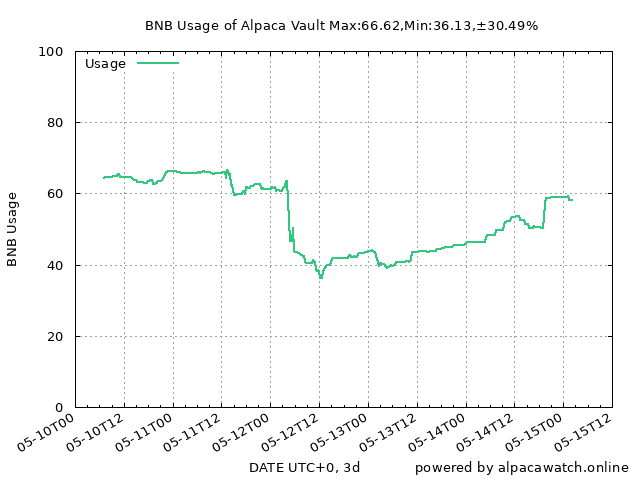 BNB Usage of Alpaca Vault Max:66.62,Min:36.13,±30.49%
Usage
100
80
60
40
20
0
BNB Usage
05-10T00
05-10T12
05-11T00
05-11T12
05-12T00
05-12T12
05-13T00
05-13T12
05-14T00
05-14T12
05-15T00
05-15T12
DATE UTC+0, 3d
powered by alpacawatch.online